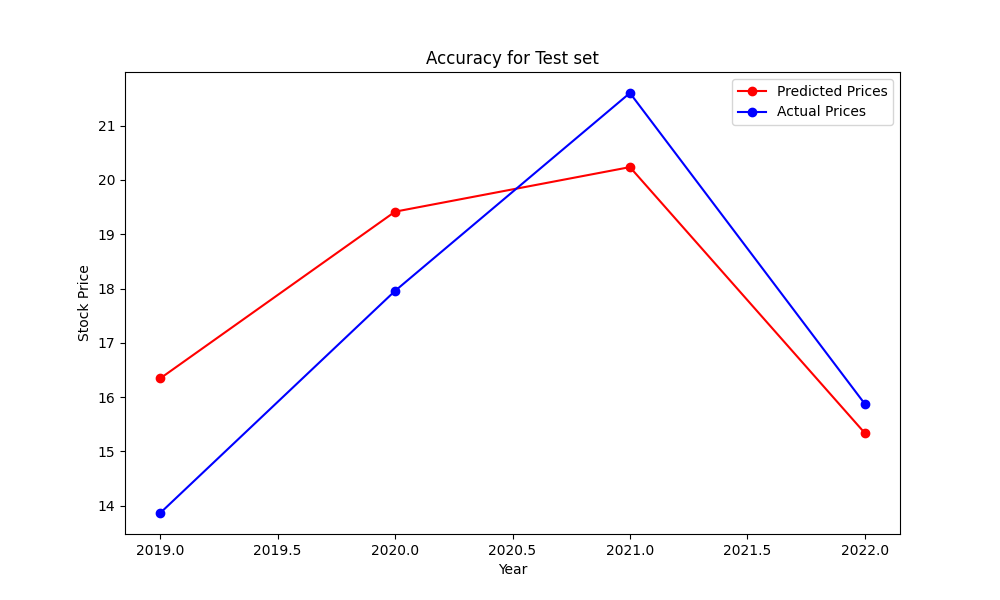 Accuracy for Test set
Predicted Prices
Actual Prices
21
20
19
18
17
16
15
14
Stock Price
2019.0 2019.5 2020.0 2020.5 2021.0 2021.5 2022.0
Year